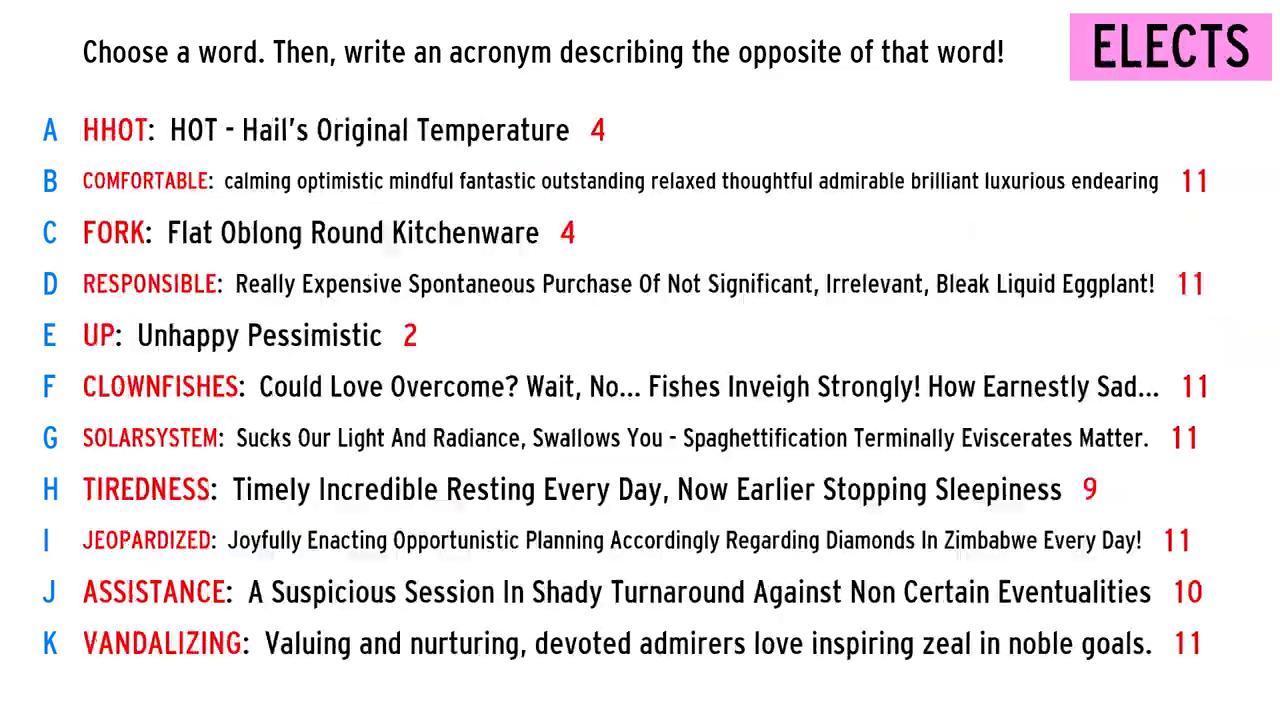 Choose a word. Then, write an acronym describing the opposite of that word!
ELECTS
A HHOT: HOT - Hail's Original Temperature 4
B COMFORTABLE: calming optimistic mindful fantastic outstanding relaxed thoughtful admirable brilliant luxurious endearing 11
C FORK: Flat Oblong Round Kitchenware 4
D RESPONSIBLE: Really Expensive Spontaneous Purchase Of Not Significant, Irrelevant, Bleak Liquid Eggplant! 11
E UP: Unhappy Pessimistic 2
F CLOWNFISHES: Could Love Overcome? Wait, No... Fishes Inveigh Strongly! How Earnestly Sad... 11
G SOLARSYSTEM: Sucks Our Light And Radiance, Swallows You - Spaghettification Terminally Eviscerates Matter. 11
H TIREDNESS: Timely Incredible Resting Every Day, Now Earlier Stopping Sleepiness 9
I JEOPARDIZED: Joyfully Enacting Opportunistic Planning Accordingly Regarding Diamonds In Zimbabwe Every Day! 11
J ASSISTANCE: A Suspicious Session In Shady Turnaround Against Non Certain Eventualities 10
K VANDALIZING: Valuing and nurturing, devoted admirers love inspiring zeal in noble goals. 11